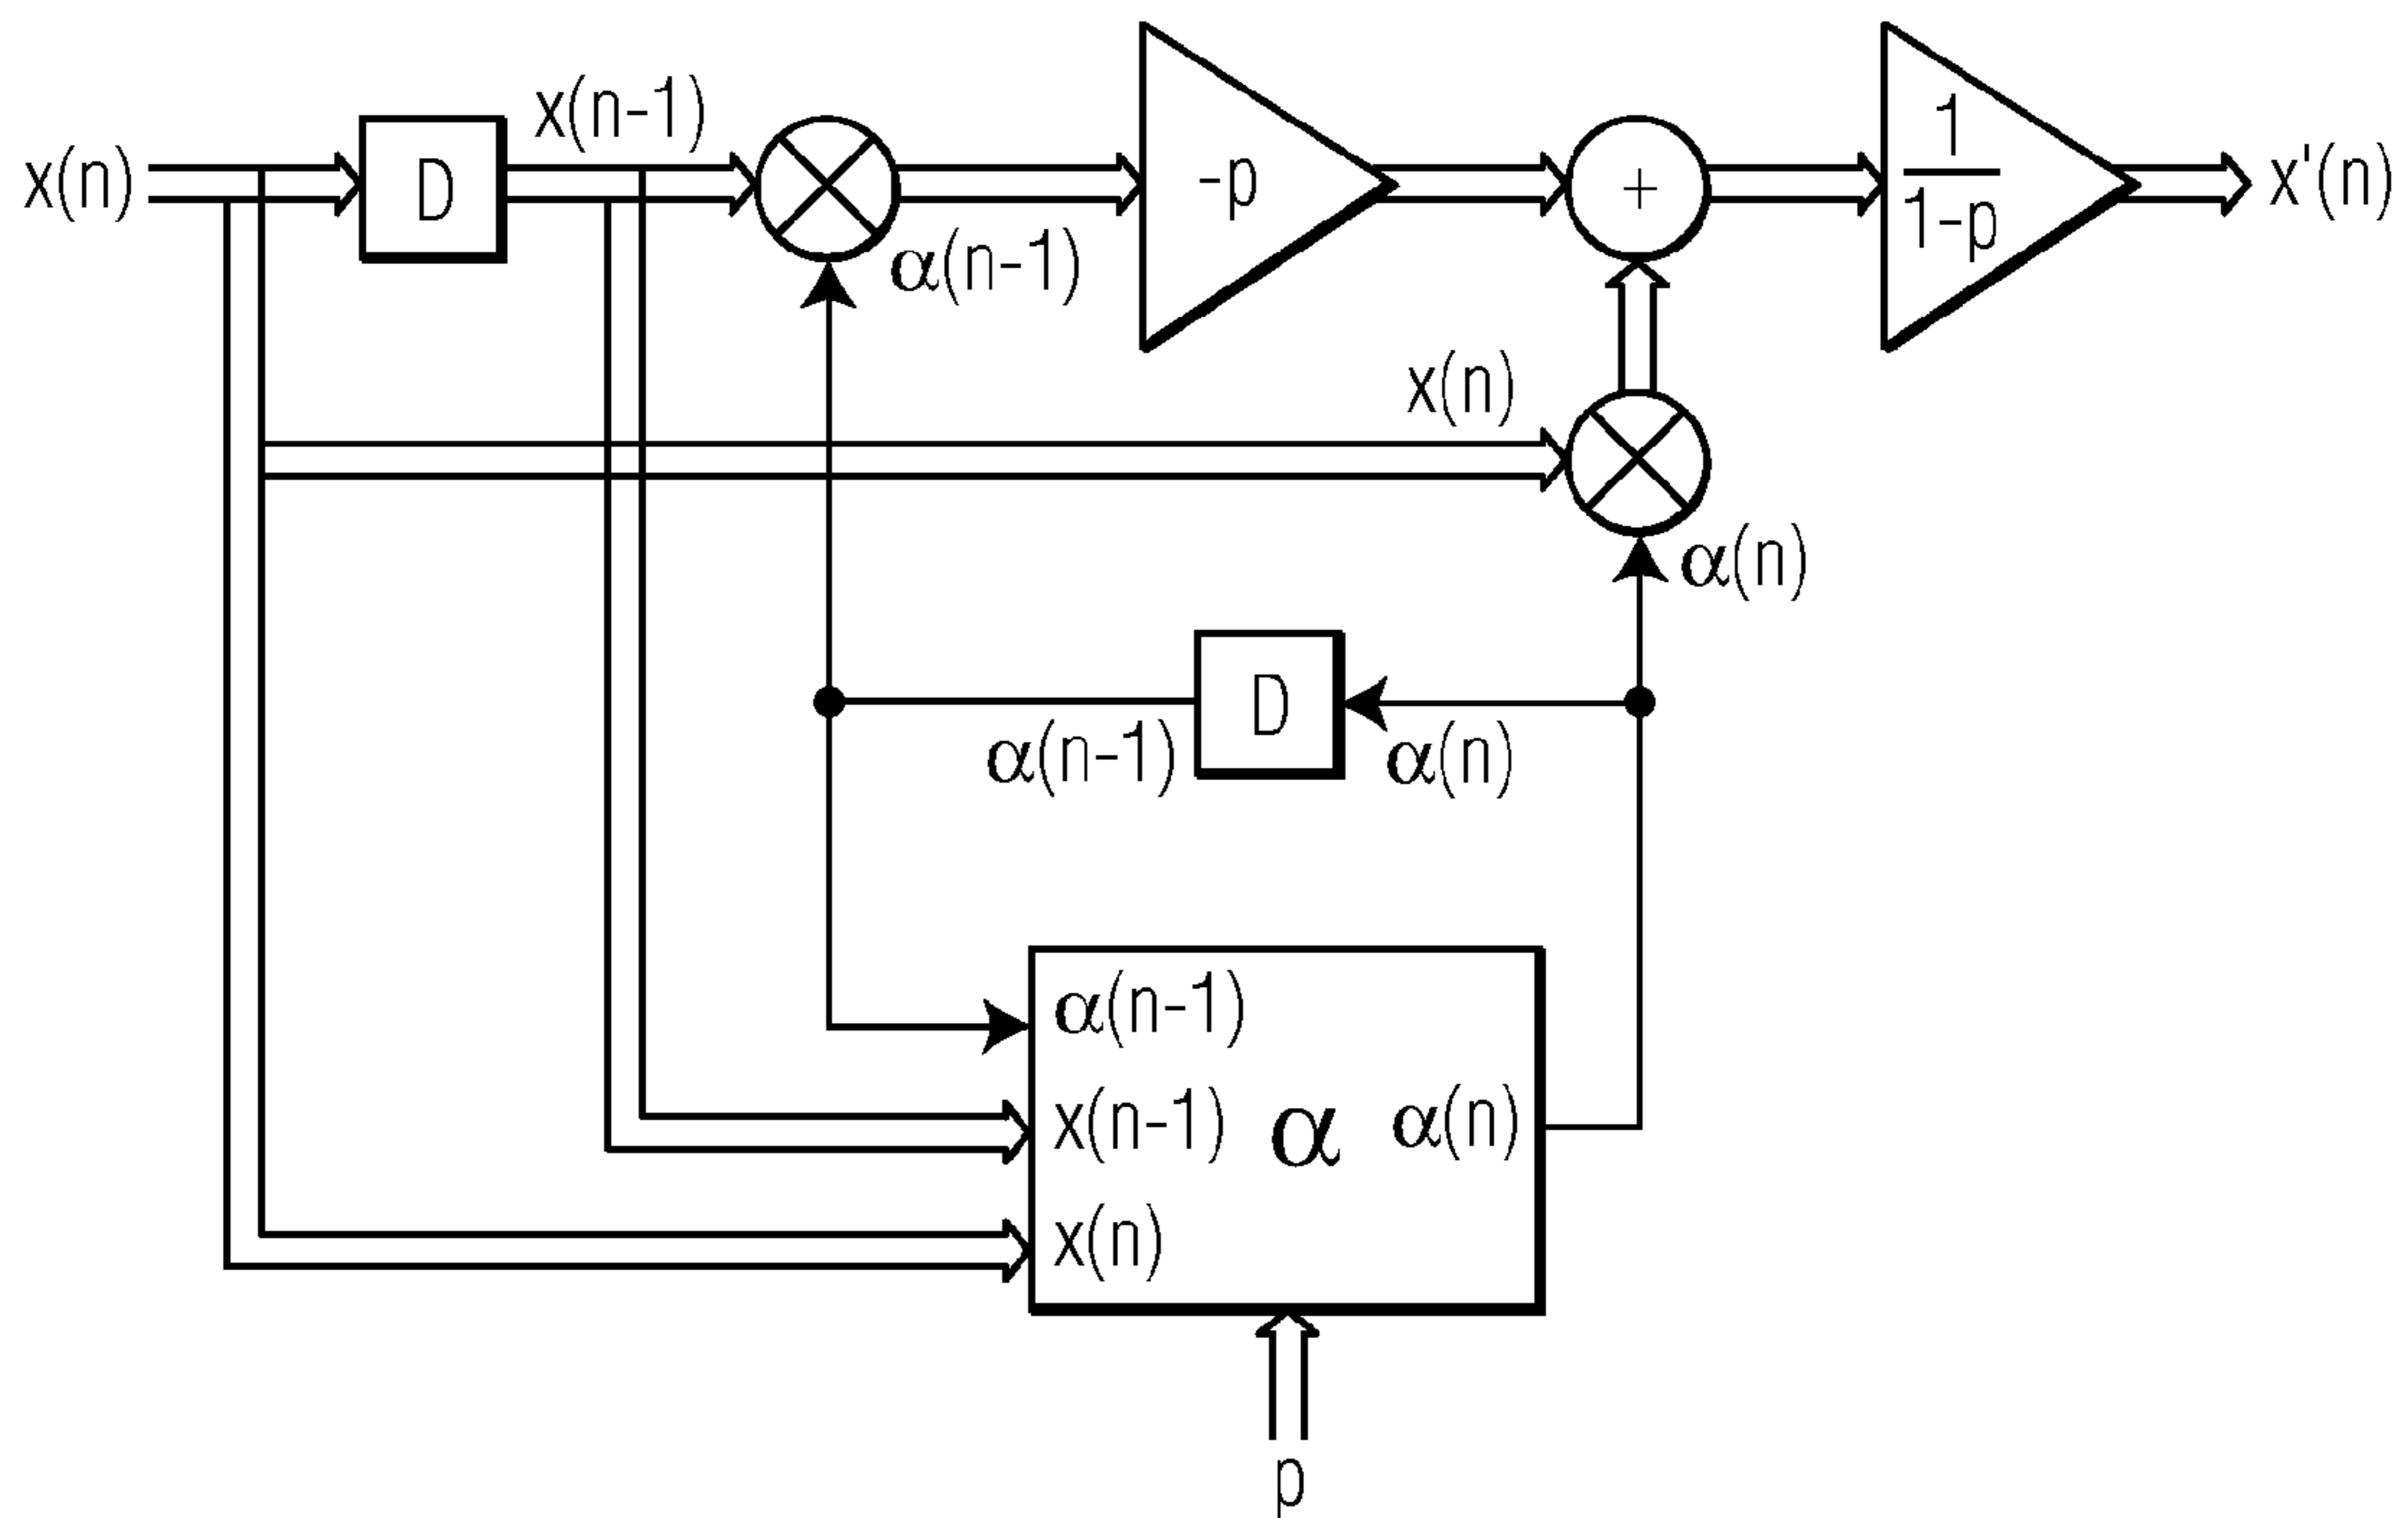 x(n)
D
x(n-1)
α(n-1)
-p
+
1
1-p
x'(n)
x(n)
α(n)
D
α(n-1)
α(n)
α(n-1)
x(n-1)
α
α(n)
x(n)
p